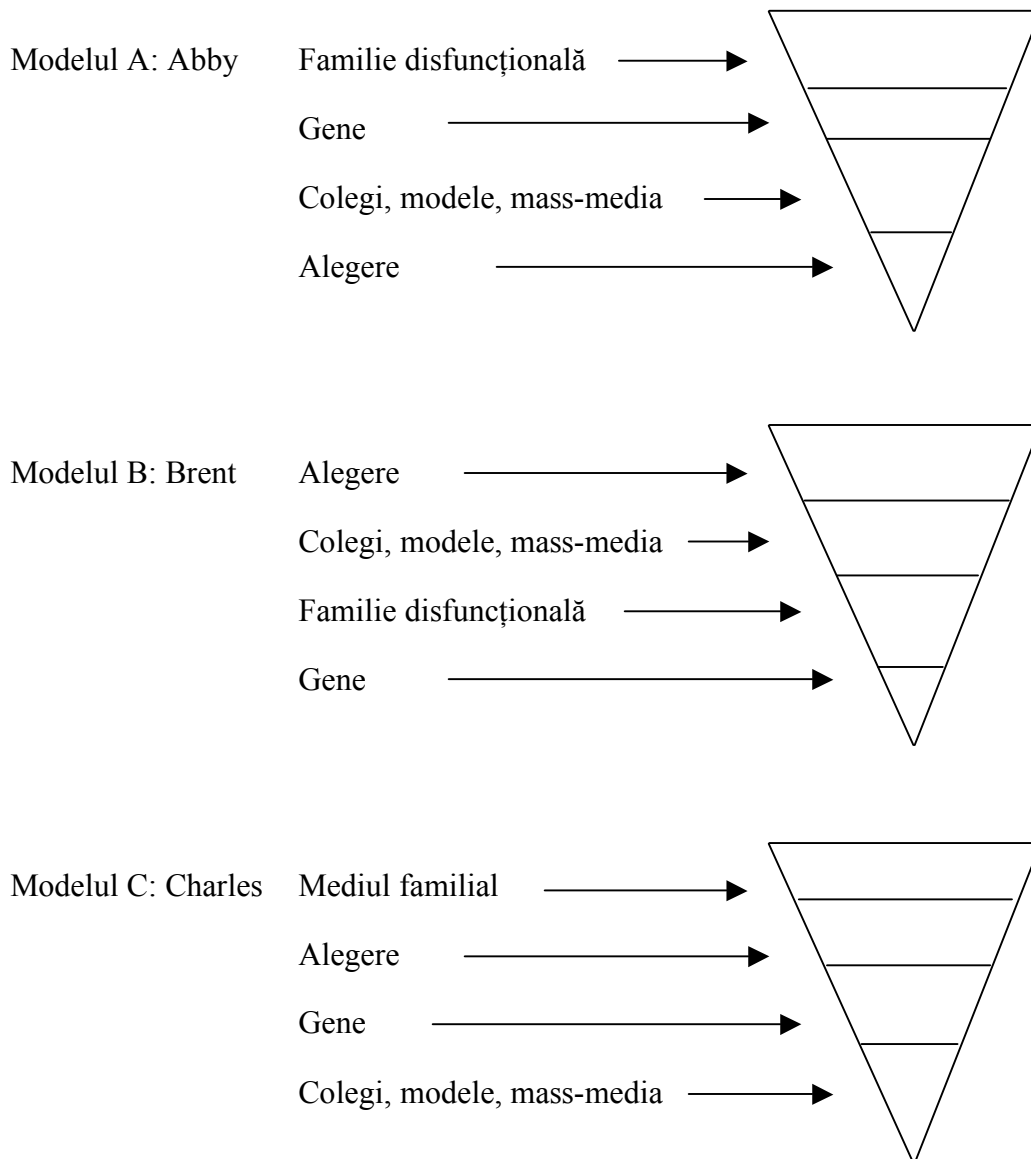 Modelul A: Abby Familie disfuncțională
Gene
Colegi, modele, mass-media
Alegere
Modelul B: Brent Alegere
Colegi, modele, mass-media
Familie disfuncțională
Gene
Modelul C: Charles Mediul familial
Alegere
Gene
Colegi, modele, mass-media